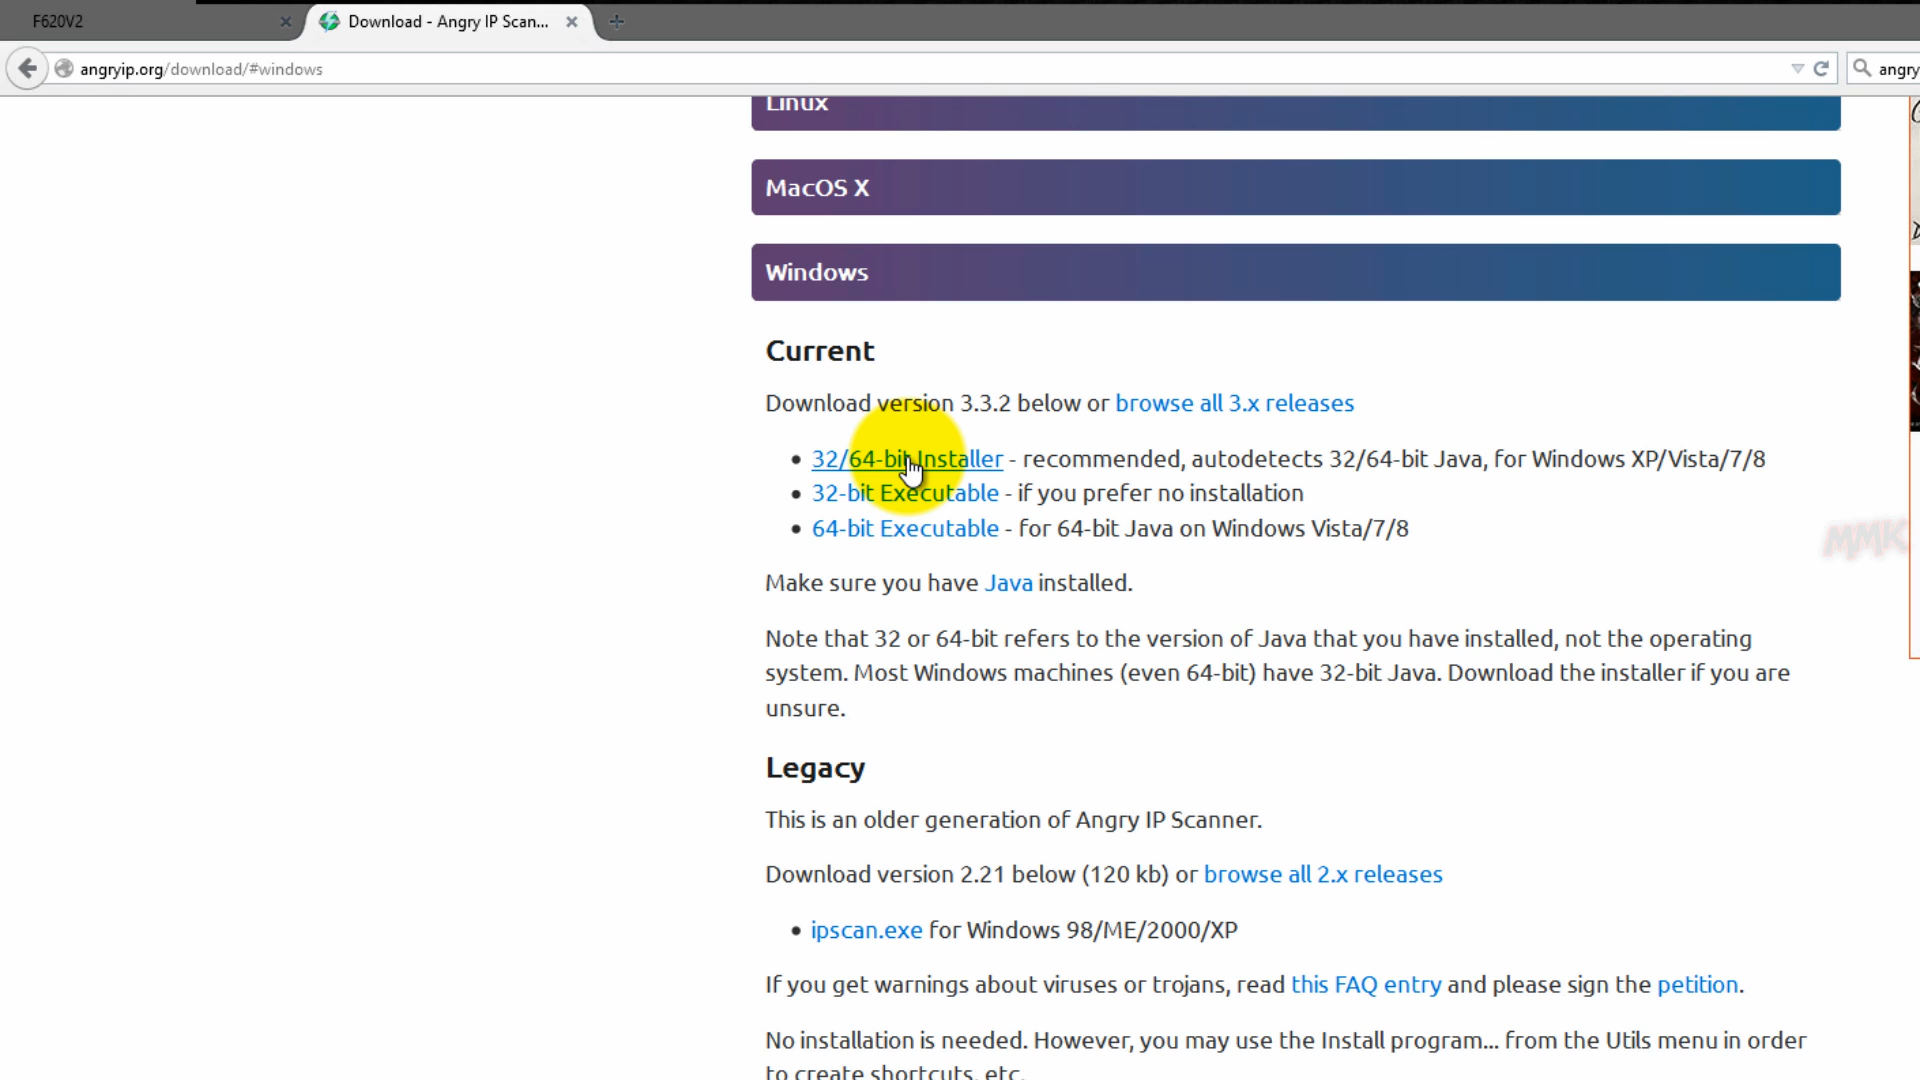 F620V2
Download - Angry IP Scan...
angryip.org/download/#windows
angry
Linux
MacOS X
Windows
Current
Download version 3.3.2 below or browse all 3.x releases
• 32/64-bit Installer - recommended, autodetects 32/64-bit Java, for Windows XP/Vista/7/8
• 32-bit Executable - if you prefer no installation
• 64-bit Executable - for 64-bit Java on Windows Vista/7/8
MMK
Make sure you have Java installed.
Note that 32 or 64-bit refers to the version of Java that you have installed, not the operating
system. Most Windows machines (even 64-bit) have 32-bit Java. Download the installer if you are
unsure.
Legacy
This is an older generation of Angry IP Scanner.
Download version 2.21 below (120 kb) or browse all 2.x releases
• ipscan.exe for Windows 98/ME/2000/XP
If you get warnings about viruses or trojans, read this FAQ entry and please sign the petition.
No installation is needed. However, you may use the Install program... from the Utils menu in order
to create shortcuts, etc.